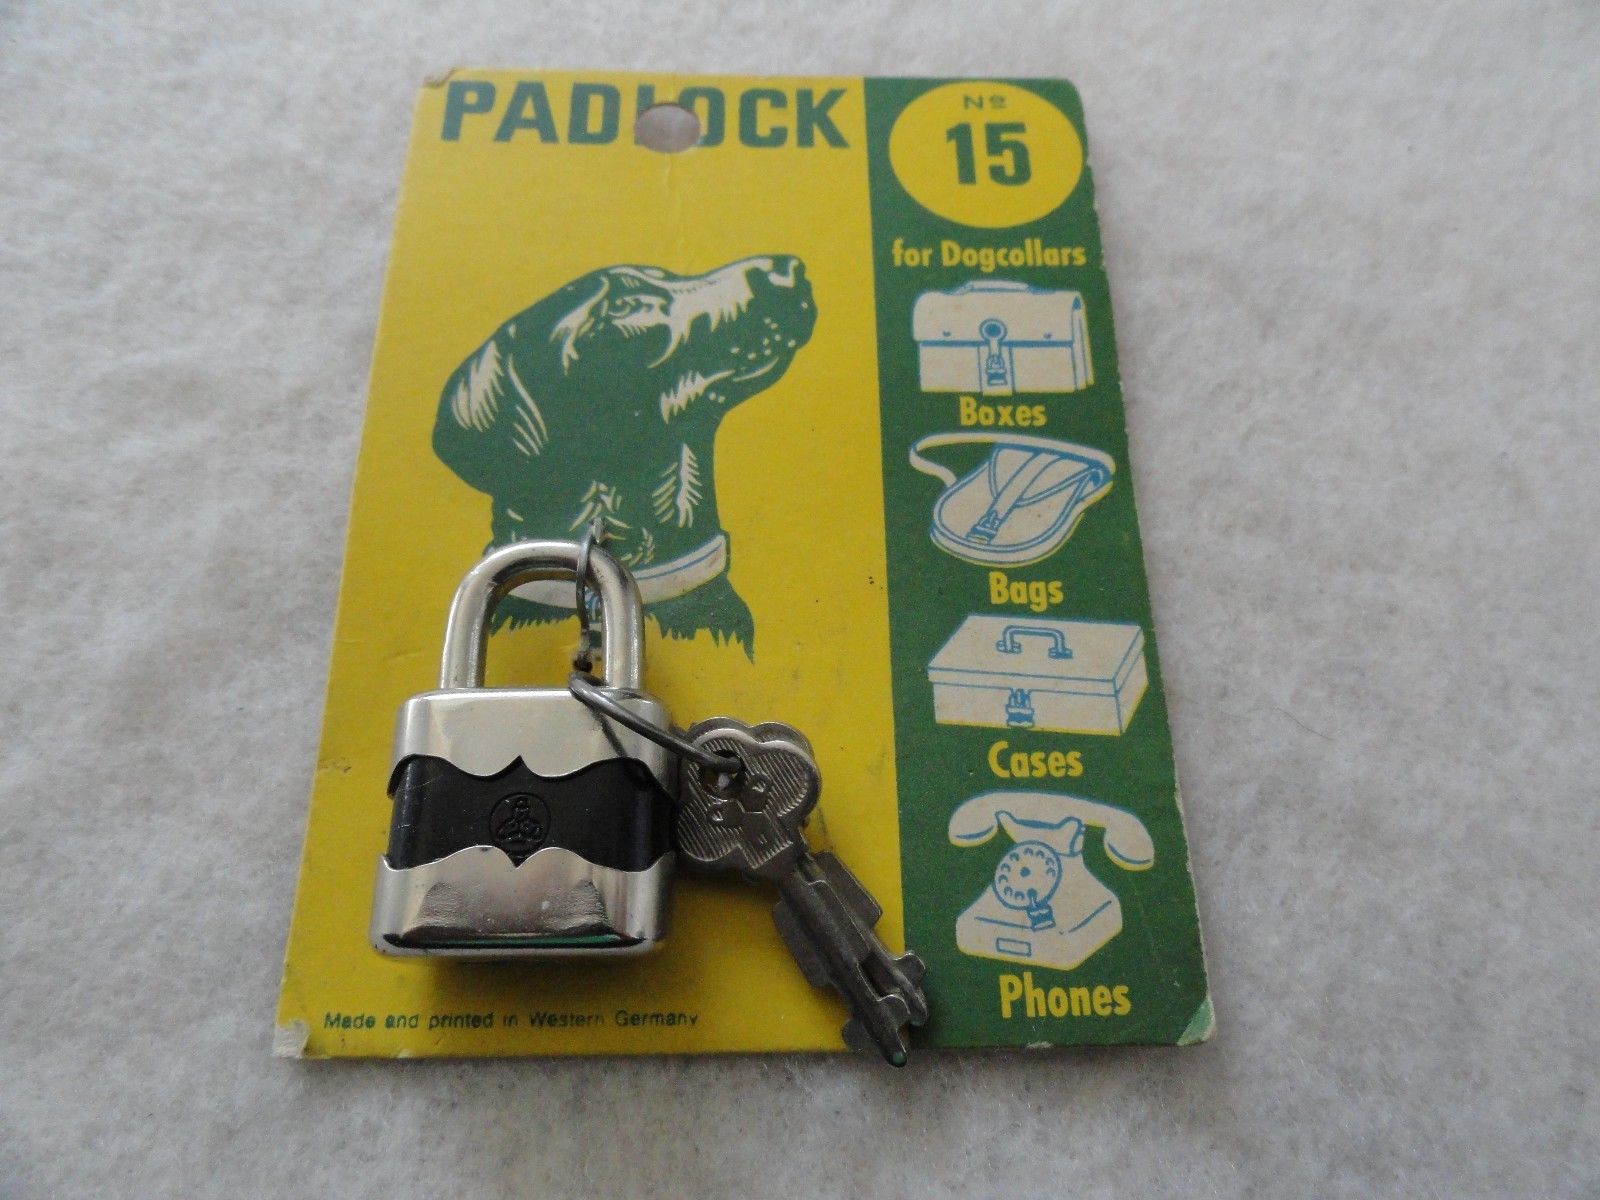 PADLOCK
Nº
15
for Dogcollars
Boxes
Bags
Cases
Phones
Made and printed in Western Germany